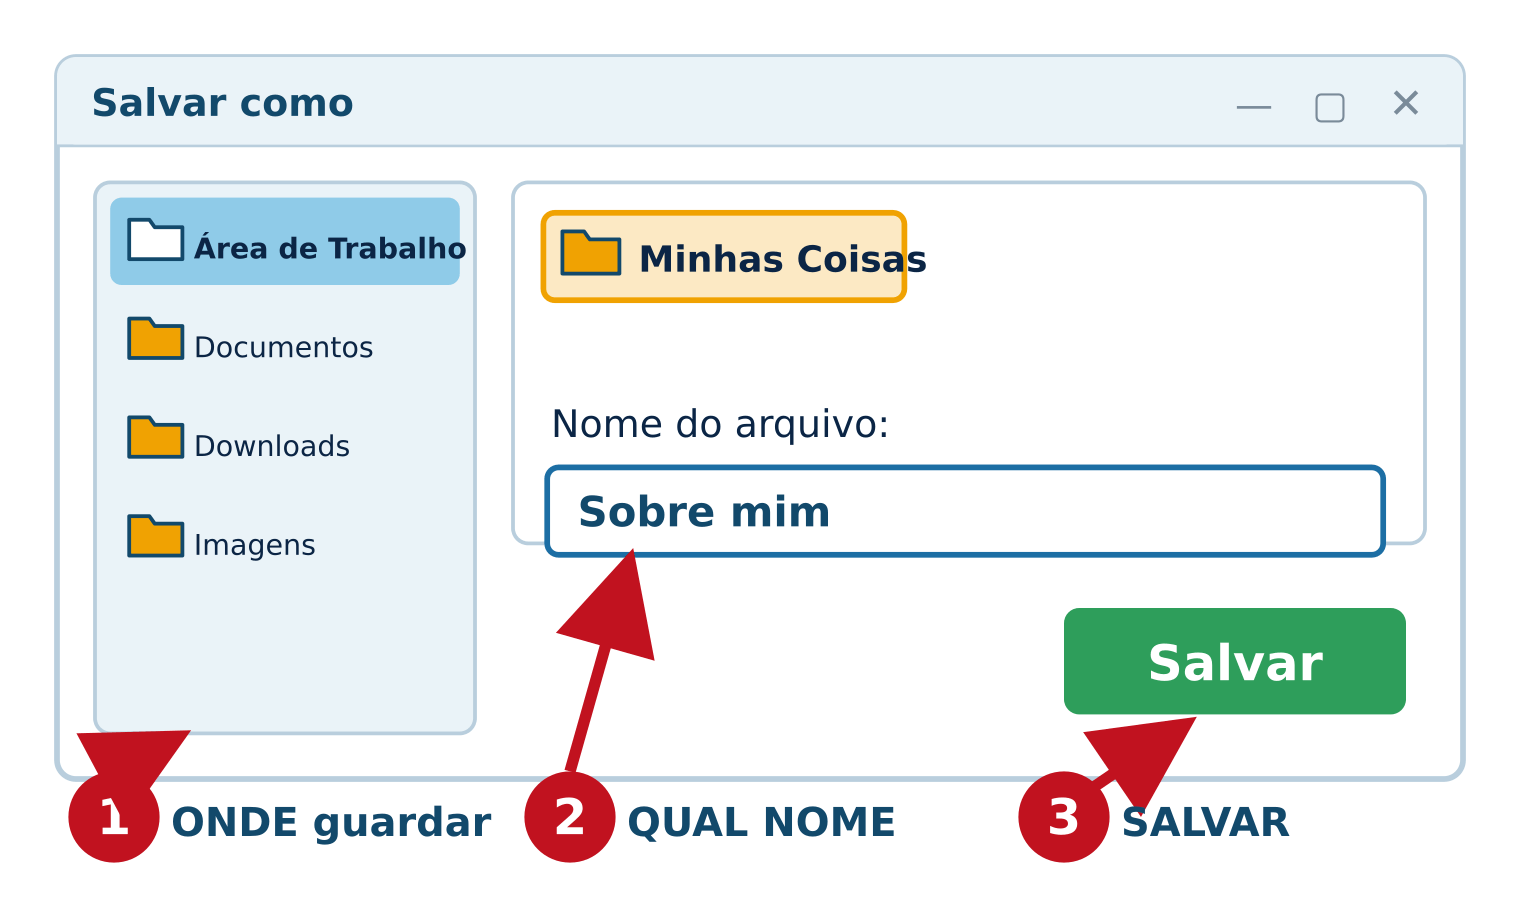 Salvar como
Área de Trabalho
Documentos
Downloads
Imagens
Minhas Coisas
Nome do arquivo:
Sobre mim
Salvar
1 ONDE guardar
2 QUAL NOME
3 SALVAR